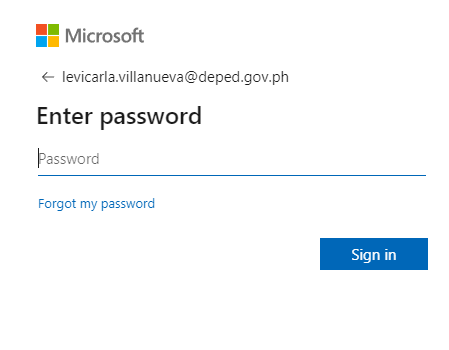 Microsoft
levicarla.villanueva@deped.gov.ph
Enter password
Password
Forgot my password
Sign in